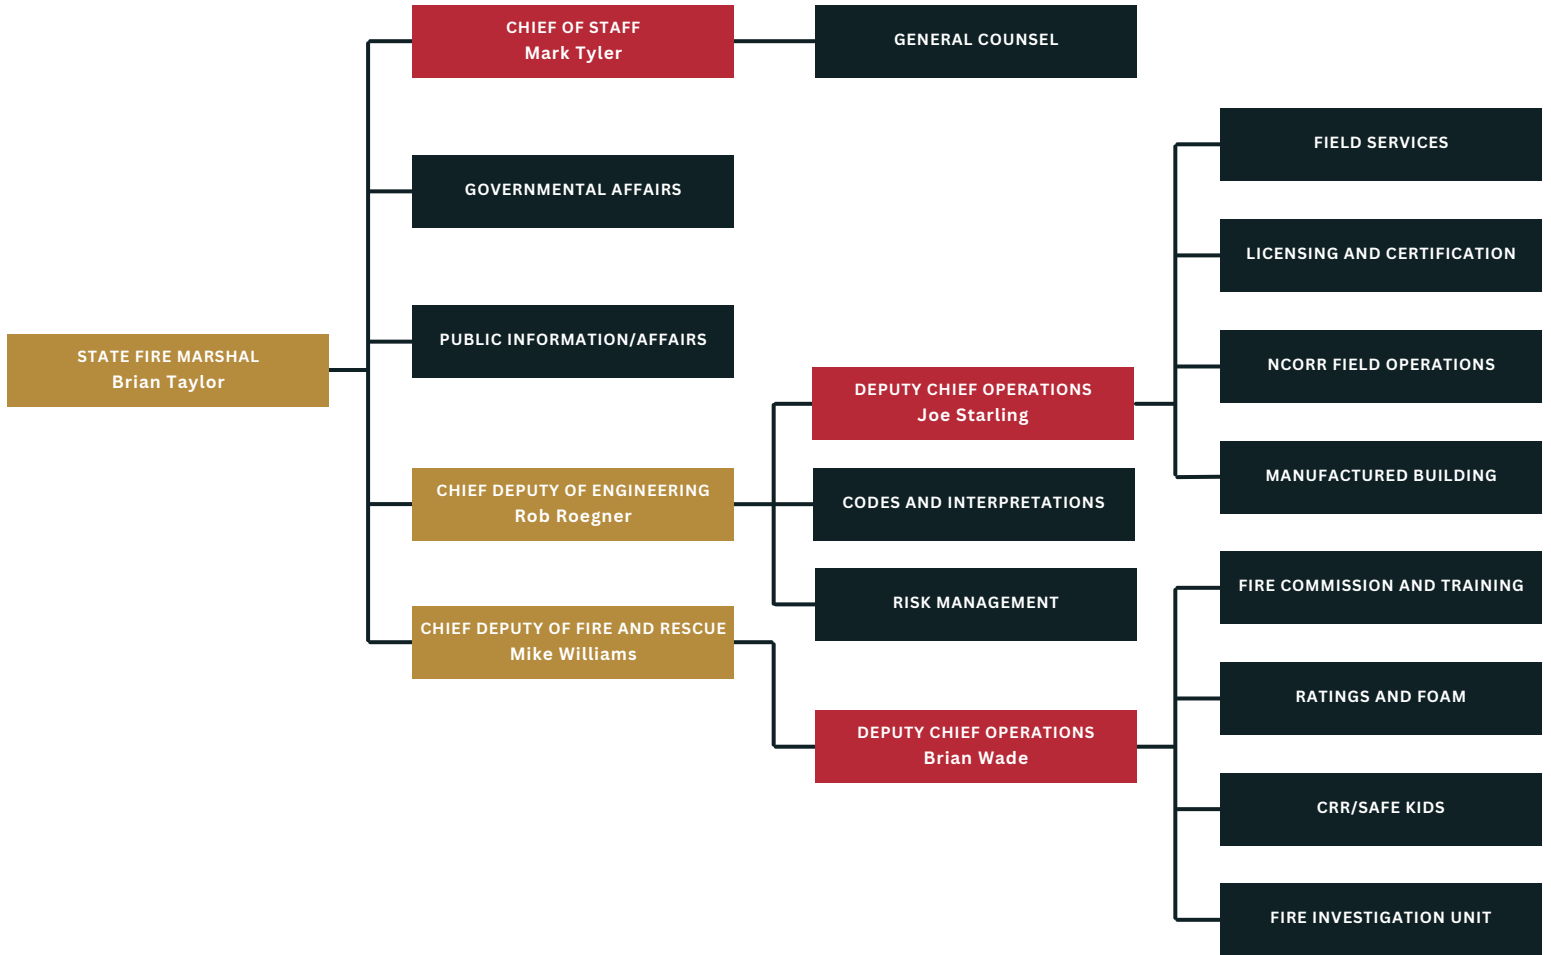 CHIEF OF STAFF
Mark Tyler
GENERAL COUNSEL
GOVERNMENTAL AFFAIRS
PUBLIC INFORMATION/AFFAIRS
STATE FIRE MARSHAL
Brian Taylor
CHIEF DEPUTY OF ENGINEERING
Rob Roegner
CHIEF DEPUTY OF FIRE AND RESCUE
Mike Williams
DEPUTY CHIEF OPERATIONS
Joe Starling
CODES AND INTERPRETATIONS
RISK MANAGEMENT
DEPUTY CHIEF OPERATIONS
Brian Wade
FIELD SERVICES
LICENSING AND CERTIFICATION
NCORR FIELD OPERATIONS
MANUFACTURED BUILDING
FIRE COMMISSION AND TRAINING
RATINGS AND FOAM
CRR/SAFE KIDS
FIRE INVESTIGATION UNIT